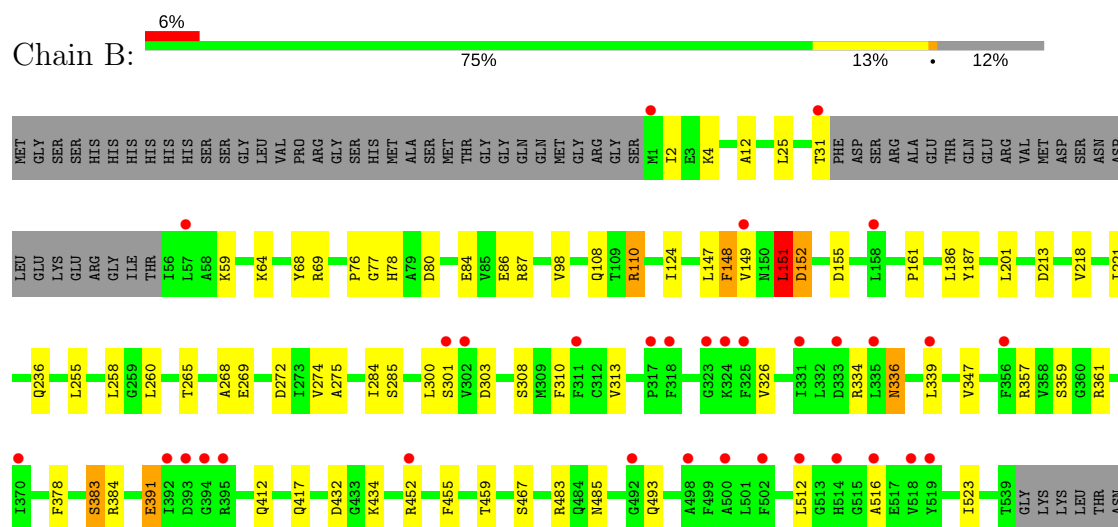 6%
Chain B:
75% 13% • 12%
MET GLY SER SER HIS HIS HIS HIS HIS HIS SER SER GLY LEU VAL PRO ARG GLY SER HIS MET ALA SER MET THR GLY GLY GLN GLN MET GLY ARG GLY SER M1 I2 E3 K4 A12 L25 T31 PHE ASP SER ARG ALA GLU THR GLN GLU ARG VAL MET ASP SER ASN ASP
LEU GLU LYS GLU ARG GLY ILE THR I56 L57 A58 K59 K64 Y68 R69 P76 G77 H78 A79 D80 E84 V85 E86 R87 V98 Q108 T109 R110 I124 L147 F148 V149 N150 L151 D152 D155 L158 P161 L186 Y187 L201 D213 V218
Q236 L255 L258 G259 L260 T265 A268 E269 D272 I273 V274 A275 I284 S285 L300 S301 V302 D303 S308 M309 F310 F311 C312 V313 P317 F318 G323 K324 F325 V326 I331 L332 D333 R334 L335 N336 L339 V347 F356 R357 V358 S359 G360 R361
I370 F378 S383 R384 E391 I392 D393 G394 R395 Q412 Q417 D432 G433 K434 R452 F455 T459 S467 R483 Q484 N485 G492 Q493 A498 F499 A500 L501 F502 L512 G513 H514 G515 A516 E517 V518 Y519 I523 T539 GLY LYS LYS LEU THR ASN